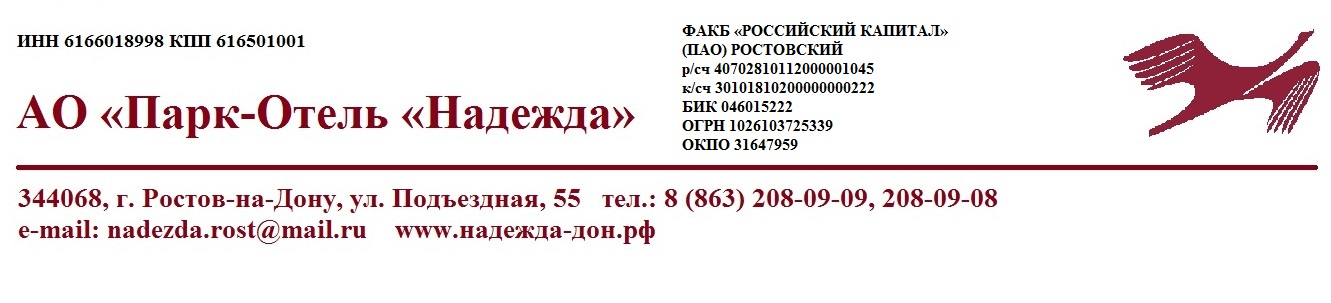 ИНН 6166018998 КПП 616501001
АО «Парк-Отель «Надежда»
ФАКБ «РОССИЙСКИЙ КАПИТАЛ»
(ПАО) РОСТОВСКИЙ
р/сч 40702810112000001045
к/сч 30101810200000000222
БИК 046015222
ОГРН 1026103725339
ОКПО 31647959
344068, г. Ростов-на-Дону, ул. Подъездная, 55 тел.: 8 (863) 208-09-09, 208-09-08
e-mail: nadezda.rost@mail.ru www.надежда-дон.рф